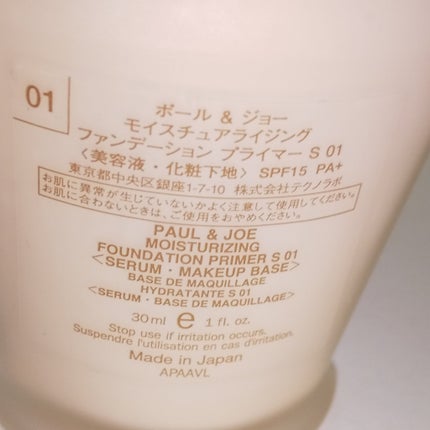 01
ポール & ジョー
モイスチュアライジング
ファンデーション プライマー S 01
<美容液・化粧下地> SPF15 PA+
東京都中央区銀座1-7-10 株式会社テクノラボ
お肌に異常が生じていないかよく注意して使用してください。
お肌に合わないときは、ご使用をおやめください。
PAUL & JOE
MOISTURIZING
FOUNDATION PRIMER S 01
<SERUM・MAKEUP BASE>
BASE DE MAQUILLAGE
HYDRATANTE S 01
<SERUM・BASE DE MAQUILLAGE>
30ml e 1 fl. oz.
Stop use if irritation occurs.
Suspendre l'utilisation en cas d'irritation.
Made in Japan
APAAVL